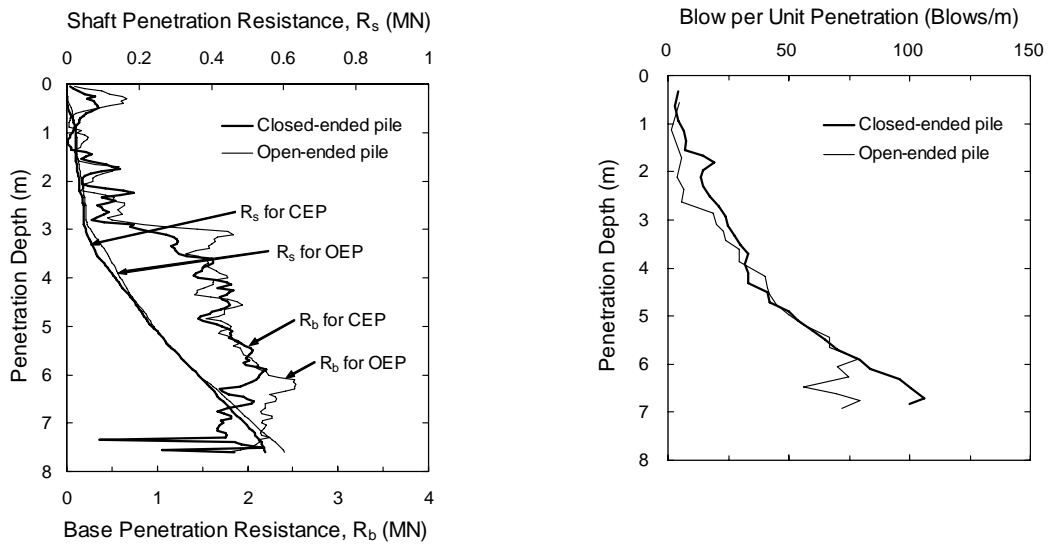 Shaft Penetration Resistance, Rs (MN)
0 0.2 0.4 0.6 0.8 1
0
1
2
3
4
5
6
7
8
Penetration Depth (m)
Closed-ended pile
Open-ended pile
Rs for CEP
Rs for OEP
Rb for CEP
Rb for OEP
0 1 2 3 4
Base Penetration Resistance, Rb (MN)
Blow per Unit Penetration (Blows/m)
0 50 100 150
0
1
2
3
4
5
6
7
8
Penetration Depth (m)
Closed-ended pile
Open-ended pile